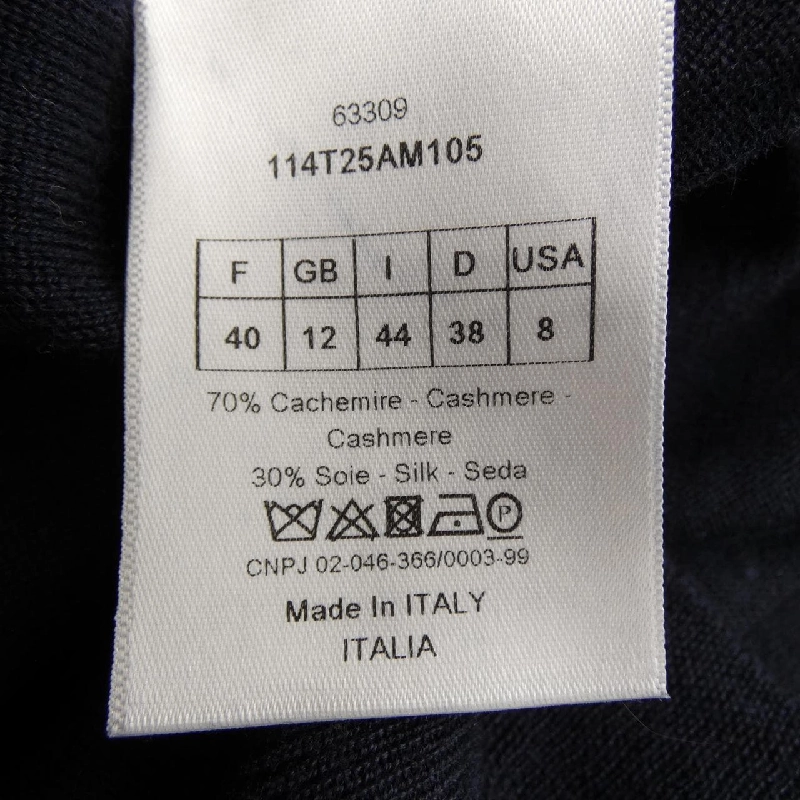 63309
114T25AM105
F GB I D USA
40 12 44 38 8
70% Cachemire - Cashmere -
Cashmere
30% Soie - Silk - Seda
P
CNPJ 02-046-366/0003-99
Made In ITALY
ITALIA